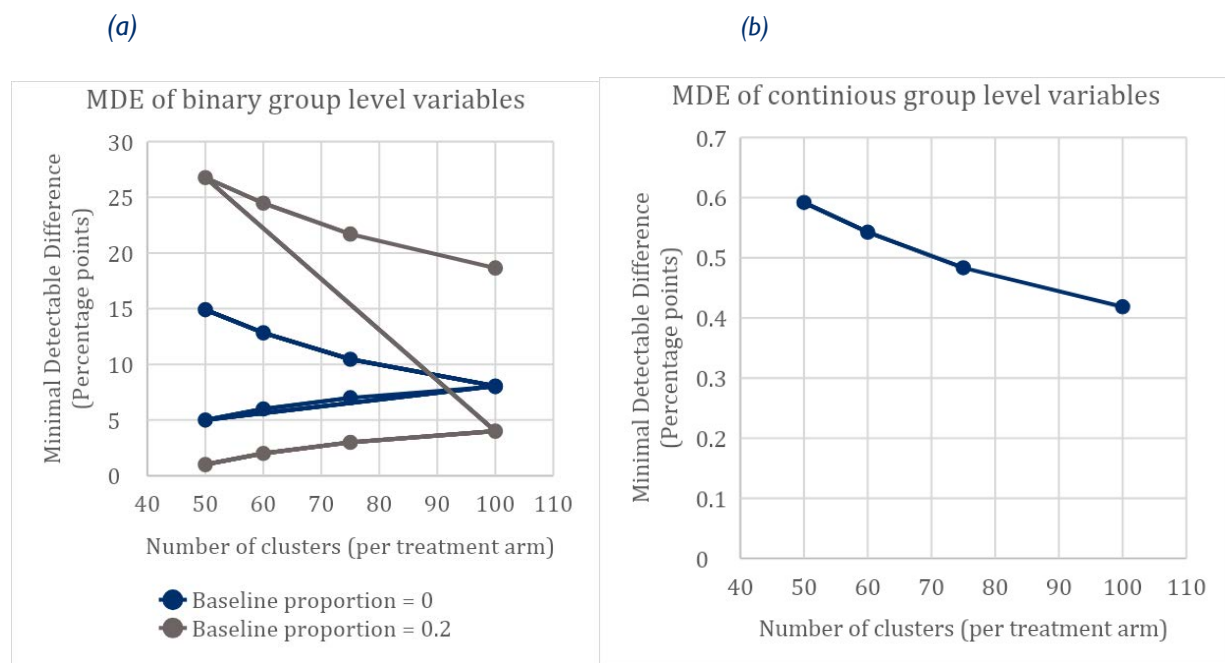 (a)
MDE of binary group level variables
Minimal Detectable Difference
(Percentage points)
30
25
20
15
10
5
0
40 50 60 70 80 90 100 110
Number of clusters (per treatment arm)
Baseline proportion = 0
Baseline proportion = 0.2
(b)
MDE of continious group level variables
Minimal Detectable Difference
(Percentage points)
0.7
0.6
0.5
0.4
0.3
0.2
0.1
0
40 50 60 70 80 90 100 110
Number of clusters (per treatment arm)